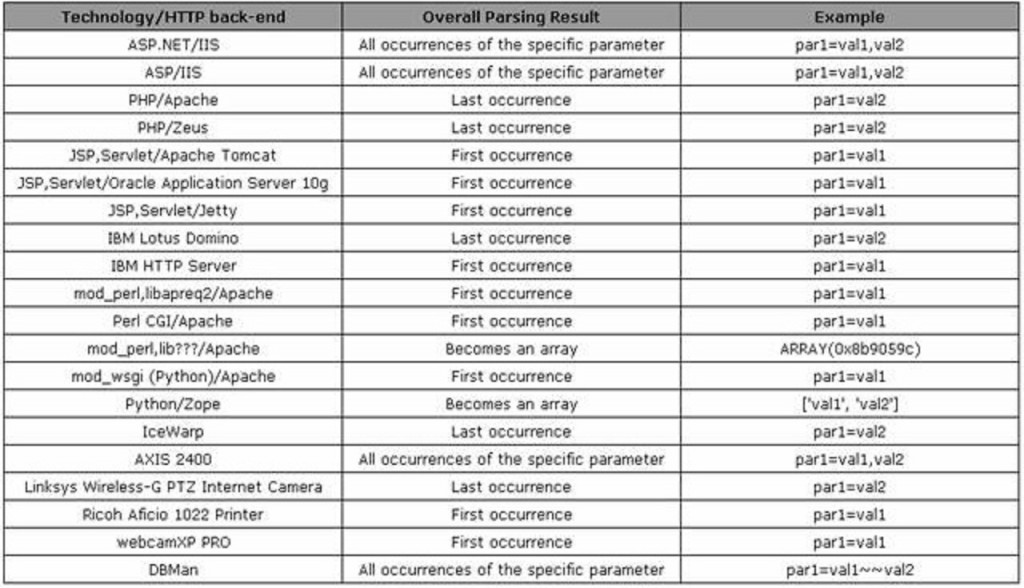 Technology/HTTP back-end Overall Parsing Result Example
ASP.NET/IIS All occurrences of the specific parameter par1=val1,val2
ASP/IIS All occurrences of the specific parameter par1=val1,val2
PHP/Apache Last occurrence par1=val2
PHP/Zeus Last occurrence par1=val2
JSP,Servlet/Apache Tomcat First occurrence par1=val1
JSP,Servlet/Oracle Application Server 10g First occurrence par1=val1
JSP,Servlet/Jetty First occurrence par1=val1
IBM Lotus Domino Last occurrence par1=val2
IBM HTTP Server First occurrence par1=val1
mod_perl,libapreq2/Apache First occurrence par1=val1
Perl CGI/Apache First occurrence par1=val1
mod_perl,lib???/Apache Becomes an array ARRAY(0x8b9059c)
mod_wsgi (Python)/Apache First occurrence par1=val1
Python/Zope Becomes an array ['val1', 'val2']
IceWarp Last occurrence par1=val2
AXIS 2400 All occurrences of the specific parameter par1=val1,val2
Linksys Wireless-G PTZ Internet Camera Last occurrence par1=val2
Ricoh Aficio 1022 Printer First occurrence par1=val1
webcamXP PRO First occurrence par1=val1
DBMan All occurrences of the specific parameter par1=val1~~val2